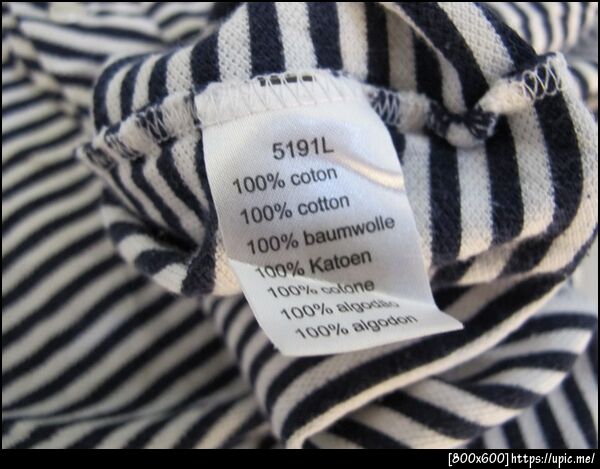 5191L
100% coton
100% cotton
100% baumwolle
100% Katoen
100% cotone
100% algodão
100% algodon
[800x600]https://upic.me/